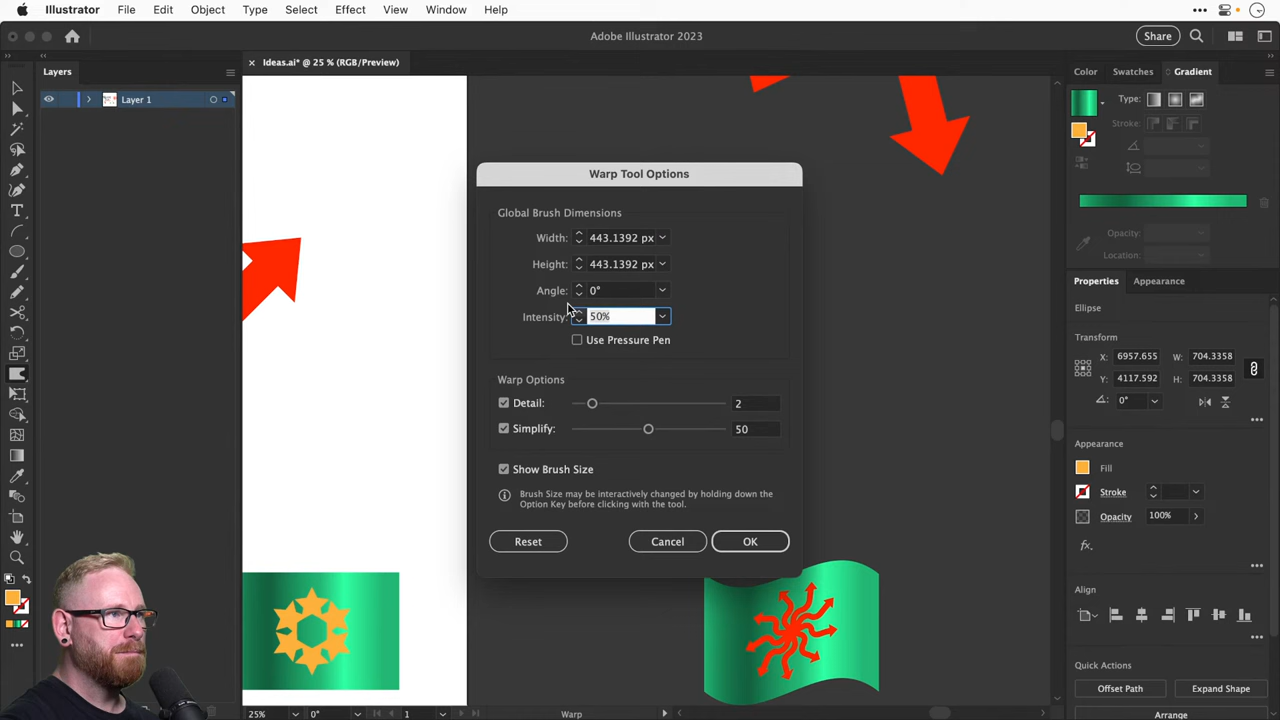 Illustrator File Edit Object Type Select Effect View Window Help
Adobe Illustrator 2023
Share
Layers
Ideas.ai* @ 25 % (RGB/Preview)
Color Swatches Gradient
Layer 1
Type:
Stroke:
Opacity:
Location:
Warp Tool Options
Global Brush Dimensions
Width: 443.1392 px
Height: 443.1392 px
Angle: 0°
Intensity: 50%
Use Pressure Pen
Warp Options
Detail: 2
Simplify: 50
Show Brush Size
Brush Size may be interactively changed by holding down the
Option Key before clicking with the tool.
Reset Cancel OK
Properties Appearance
Ellipse
Transform
X: 6957.655 W: 704.3358
Y: 4117.592 H: 704.3358
0°
Appearance
Fill
Stroke
Opacity 100%
fx.
Align
Quick Actions
Offset Path Expand Shape
Arrange
25% 0° 1 Warp